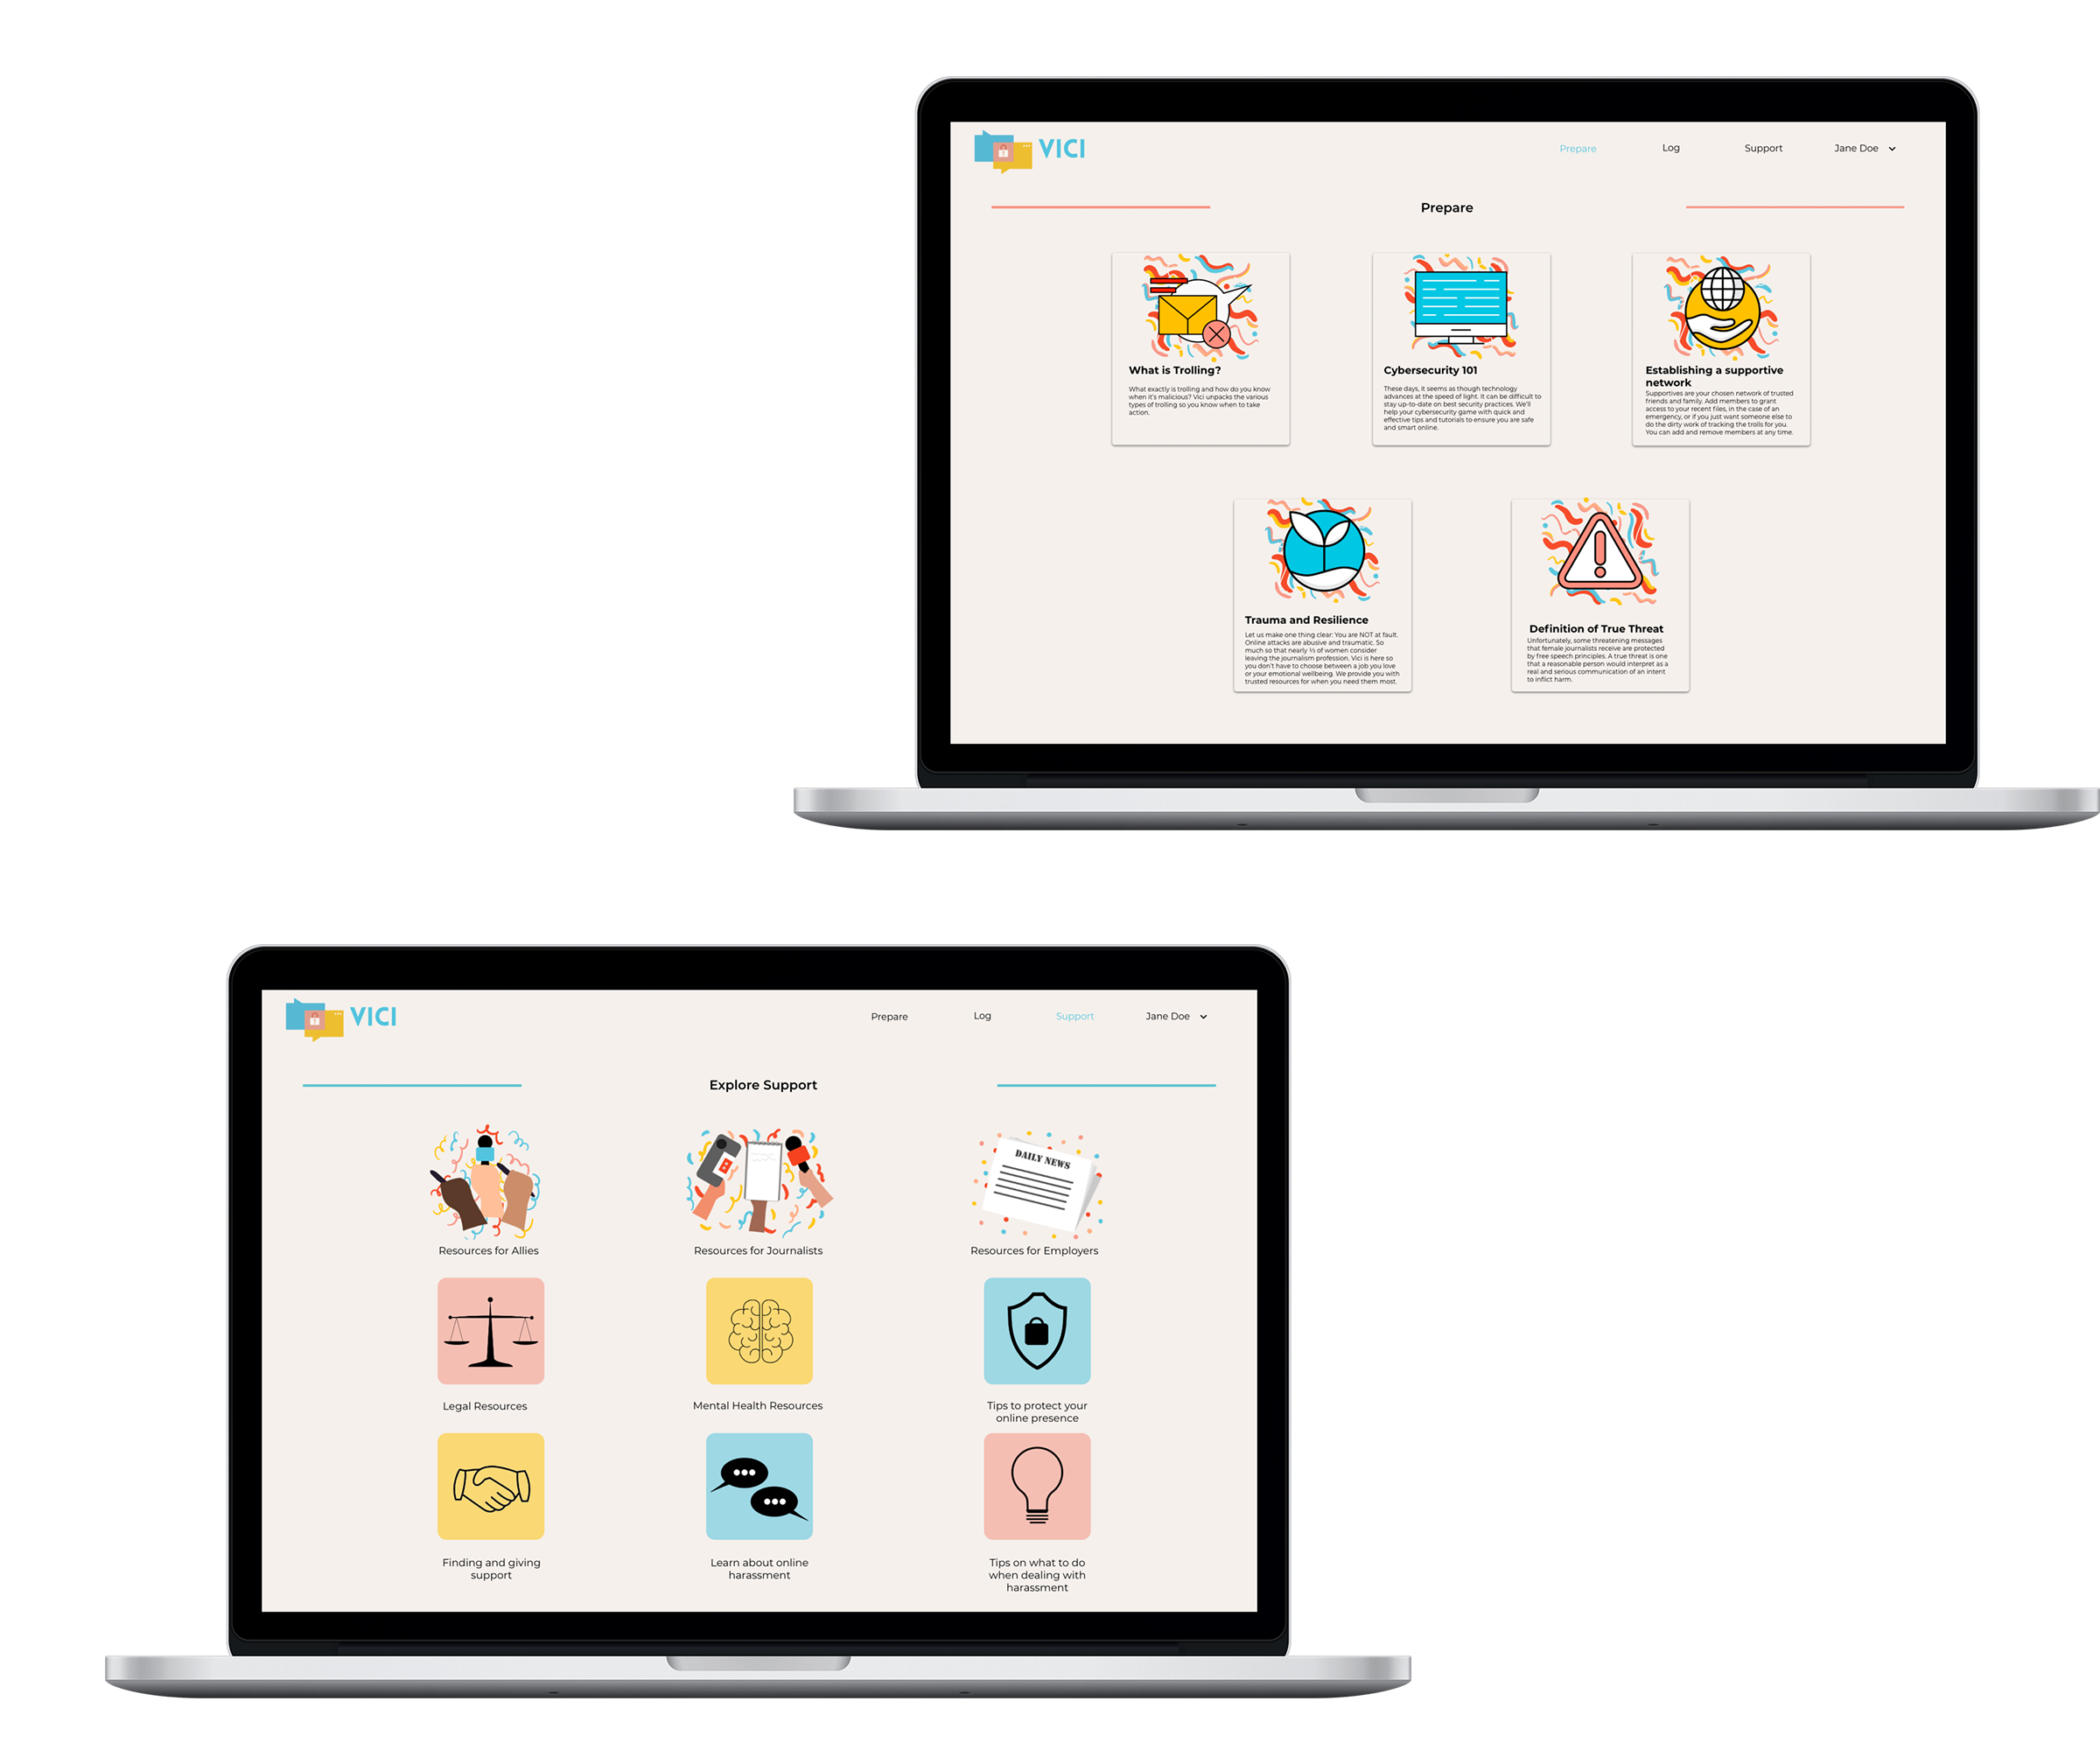 VICI
Prepare
Log
Support
Jane Doe
Prepare
What is Trolling?
What exactly is trolling and how do you know
when it's malicious? Vici unpacks the various
types of trolling so you know when to take
action.
Cybersecurity 101
These days, it seems as though technology
advances at the speed of light. It can be difficult to
stay up-to-date on best security practices. We'll
help your cybersecurity game with quick and
effective tips and tutorials to ensure you are safe
and smart online.
Establishing a supportive
network
Supportives are your chosen network of trusted
friends and family. Add members to grant
access to your recent files, in the case of an
emergency, or if you just want someone else to
do the dirty work of tracking the trolls for you.
You can add and remove members at any time.
Trauma and Resilience
Let us make one thing clear: You are NOT at fault.
Online attacks are abusive and traumatic. So
much so that nearly ⅓ of women consider
leaving the journalism profession. Vici is here so
you don't have to choose between a job you love
or your emotional wellbeing. We provide you with
trusted resources for when you need them most.
Definition of True Threat
Unfortunately, some threatening messages
that female journalists receive are protected
by free speech principles. A true threat is one
that a reasonable person would interpret as a
real and serious communication of an intent
to inflict harm.
VICI
Prepare
Log
Support
Jane Doe
Explore Support
DAILY NEWS
Resources for Allies
Resources for Journalists
Resources for Employers
Legal Resources
Mental Health Resources
Tips to protect your
online presence
Finding and giving
support
Learn about online
harassment
Tips on what to do
when dealing with
harassment